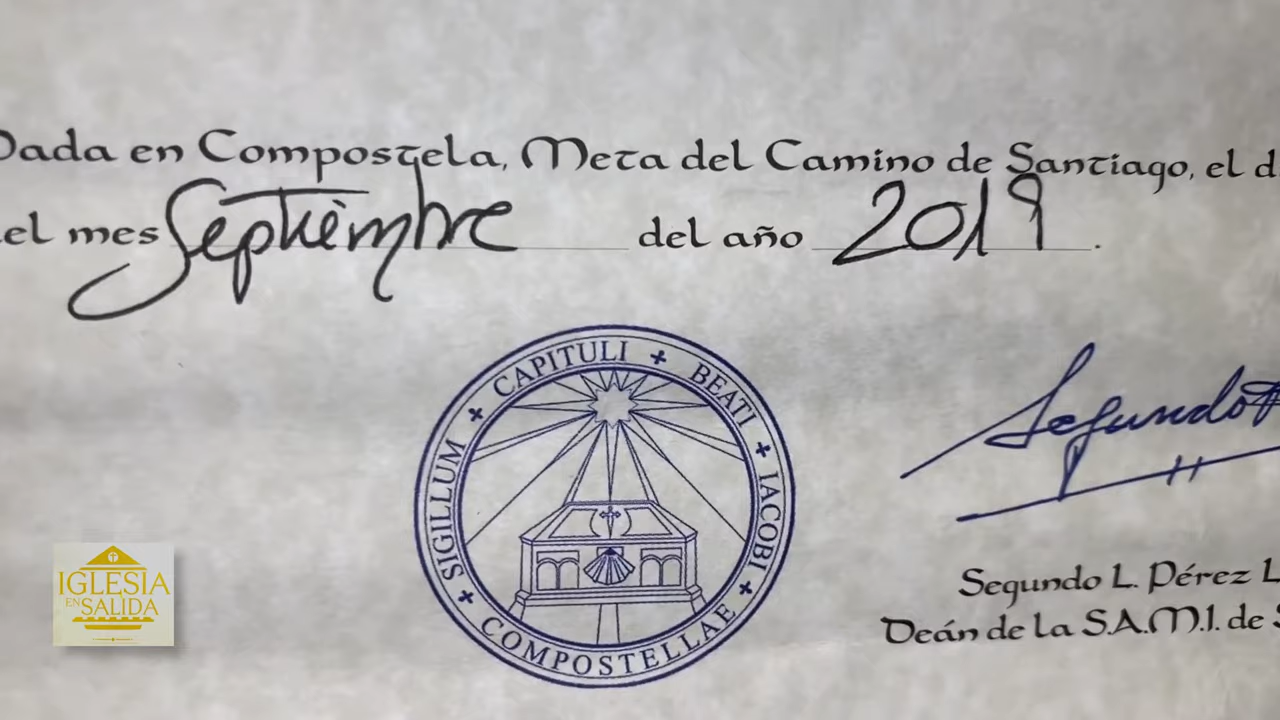 Dada en Compostela, Meta del Camino de Santiago, el d
el mes Septiembre del año 2019.
SIGILLUM + CAPITULI + BEATI + IACOBI + COMPOSTELLAE +
Segundo
Segundo L. Pérez L
Deán de la S.A.M.I. de S
IGLESIA
EN SALIDA